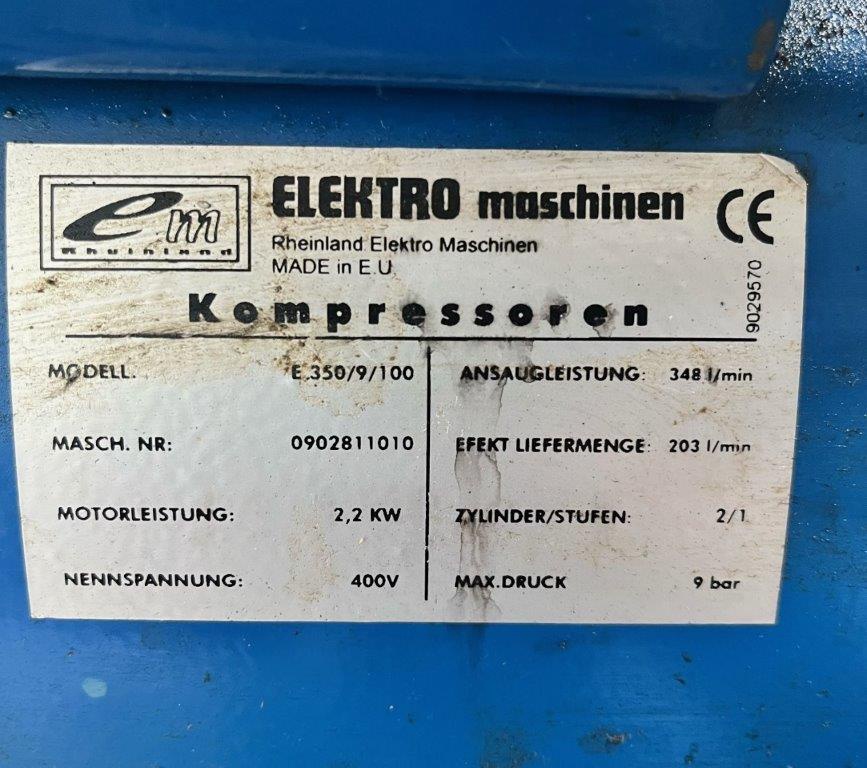 em
Rheinland
ELEKTRO maschinen
Rheinland Elektro Maschinen
MADE in E.U
CE
9029570
Kompressoren
MODELL. E.350/9/100
ANSAUGLEISTUNG: 348 l/min
MASCH. NR: 0902811010
EFEKT LIEFERMENGE: 203 l/min
MOTORLEISTUNG: 2,2 KW
ZYLINDER/STUFEN: 2/1
NENNSPANNUNG: 400V
MAX.DRUCK 9 bar